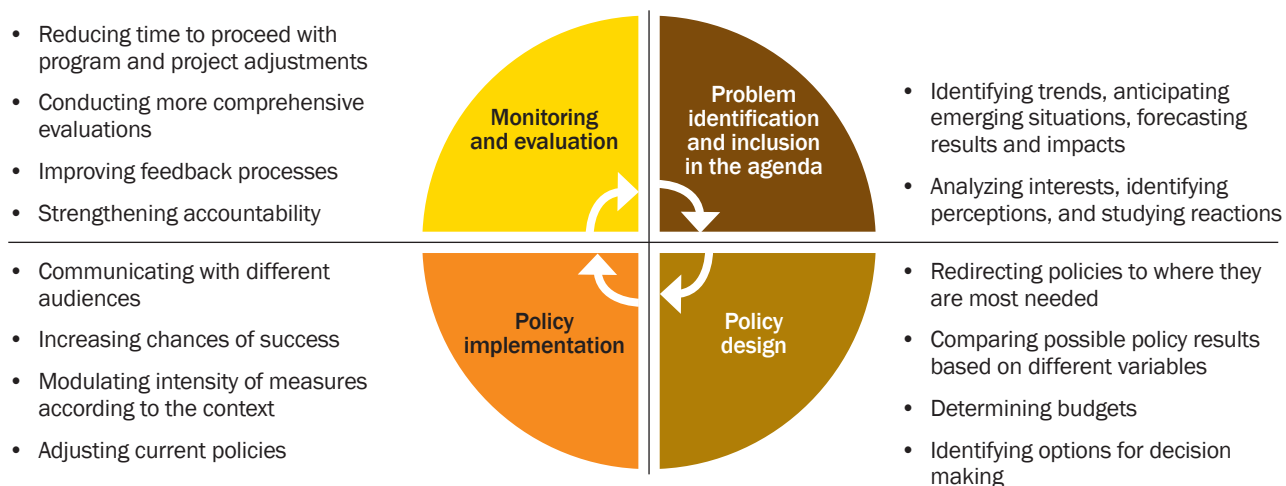 • Reducing time to proceed with
program and project adjustments
• Conducting more comprehensive
evaluations
• Improving feedback processes
• Strengthening accountability
Monitoring
and evaluation
Problem
identification
and inclusion
in the agenda
• Identifying trends, anticipating
emerging situations, forecasting
results and impacts
• Analyzing interests, identifying
perceptions, and studying reactions
• Communicating with different
audiences
• Increasing chances of success
• Modulating intensity of measures
according to the context
• Adjusting current policies
Policy
implementation
Policy
design
• Redirecting policies to where they
are most needed
• Comparing possible policy results
based on different variables
• Determining budgets
• Identifying options for decision
making